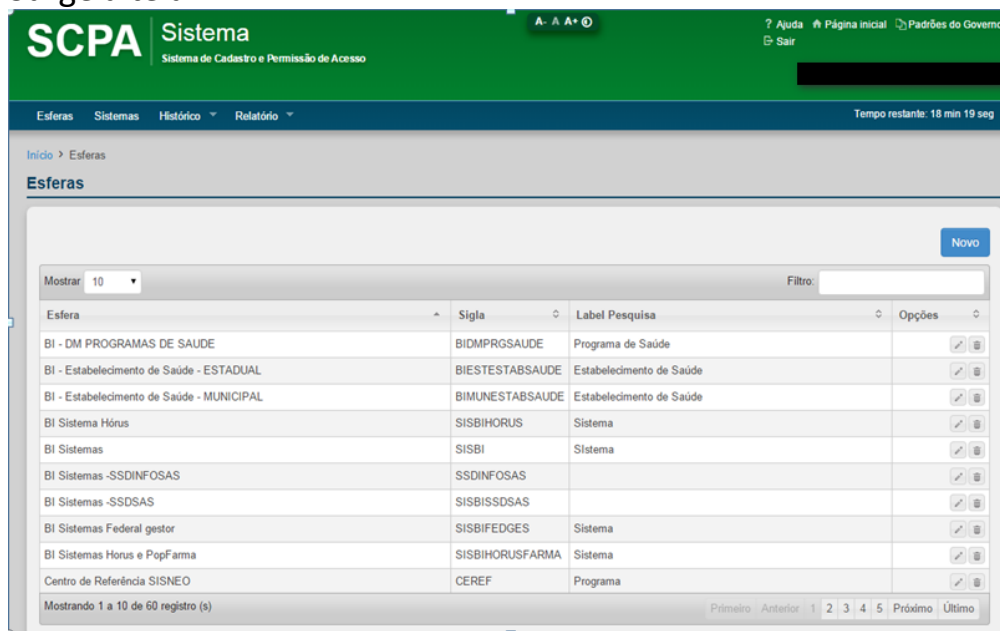 SCPA
Sistema
Sistema de Cadastro e Permissão de Acesso
A- A A+
? Ajuda Página inicial Padrões do Governo
Sair
Esferas Sistemas Histórico Relatório
Tempo restante: 18 min 19 seg
Início > Esferas
Esferas
Novo
Mostrar 10
Filtro:
Esfera Sigla Label Pesquisa Opções
BI - DM PROGRAMAS DE SAUDE BIDMPRGSAUDE Programa de Saúde
BI - Estabelecimento de Saúde - ESTADUAL BIESTESTABSAUDE Estabelecimento de Saúde
BI - Estabelecimento de Saúde - MUNICIPAL BIMUNESTABSAUDE Estabelecimento de Saúde
BI Sistema Hórus SISBIHORUS Sistema
BI Sistemas SISBI SIstema
BI Sistemas -SSDINFOSAS SSDINFOSAS
BI Sistemas -SSDSAS SISBISSDSAS
BI Sistemas Federal gestor SISBIFEDGES Sistema
BI Sistemas Horus e PopFarma SISBIHORUSFARMA Sistema
Centro de Referência SISNEO CEREF Programa
Mostrando 1 a 10 de 60 registro (s)
Primeiro Anterior 1 2 3 4 5 Próximo Último